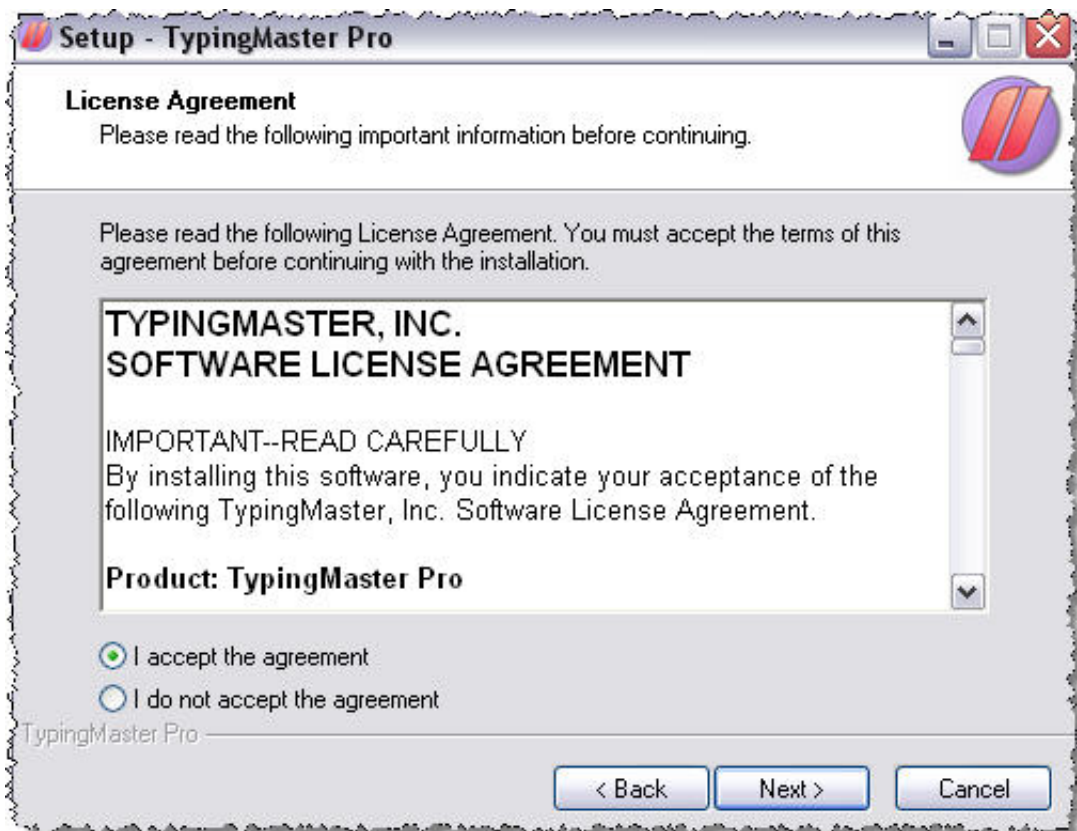 Setup - TypingMaster Pro
License Agreement
Please read the following important information before continuing.
Please read the following License Agreement. You must accept the terms of this
agreement before continuing with the installation.
TYPINGMASTER, INC.
SOFTWARE LICENSE AGREEMENT
IMPORTANT--READ CAREFULLY
By installing this software, you indicate your acceptance of the
following TypingMaster, Inc. Software License Agreement.
Product: TypingMaster Pro
I accept the agreement
I do not accept the agreement
TypingMaster Pro
< Back Next > Cancel